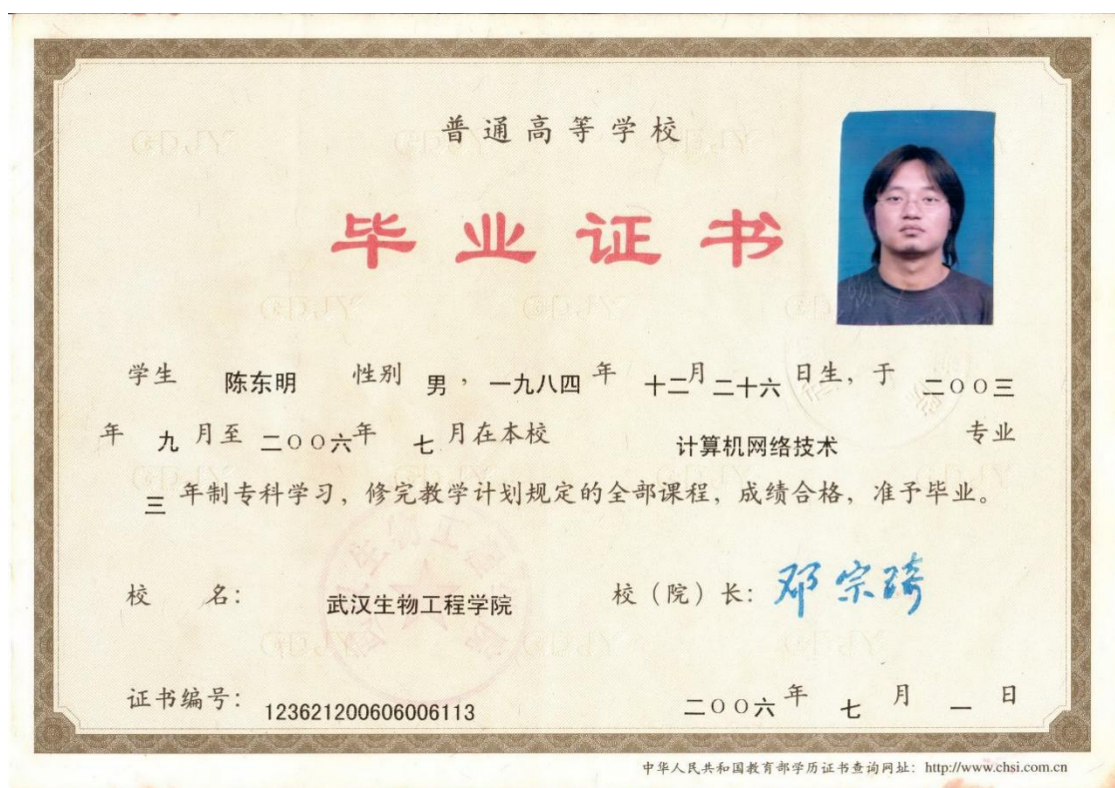 普通高等学校
毕业证书
学生 陈东明 性别 男，一九八四年 十二月二十六日生，于 二〇〇三
年 九月至 二〇〇六年 七月在本校 计算机网络技术 专业
三年制专科学习，修完教学计划规定的全部课程，成绩合格，准予毕业。
校 名： 武汉生物工程学院 校（院）长：邓宗琦
证书编号：123621200606006113 二〇〇六年 七月 一日
中华人民共和国教育部学历证书查询网址：http://www.chsi.com.cn